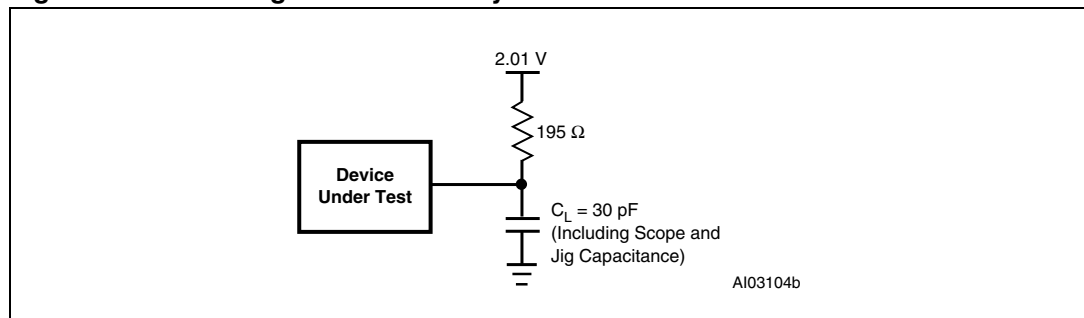 2.01 V
195 Ω
Device
Under Test
C_L = 30 pF
(Including Scope and
Jig Capacitance)
AI03104b